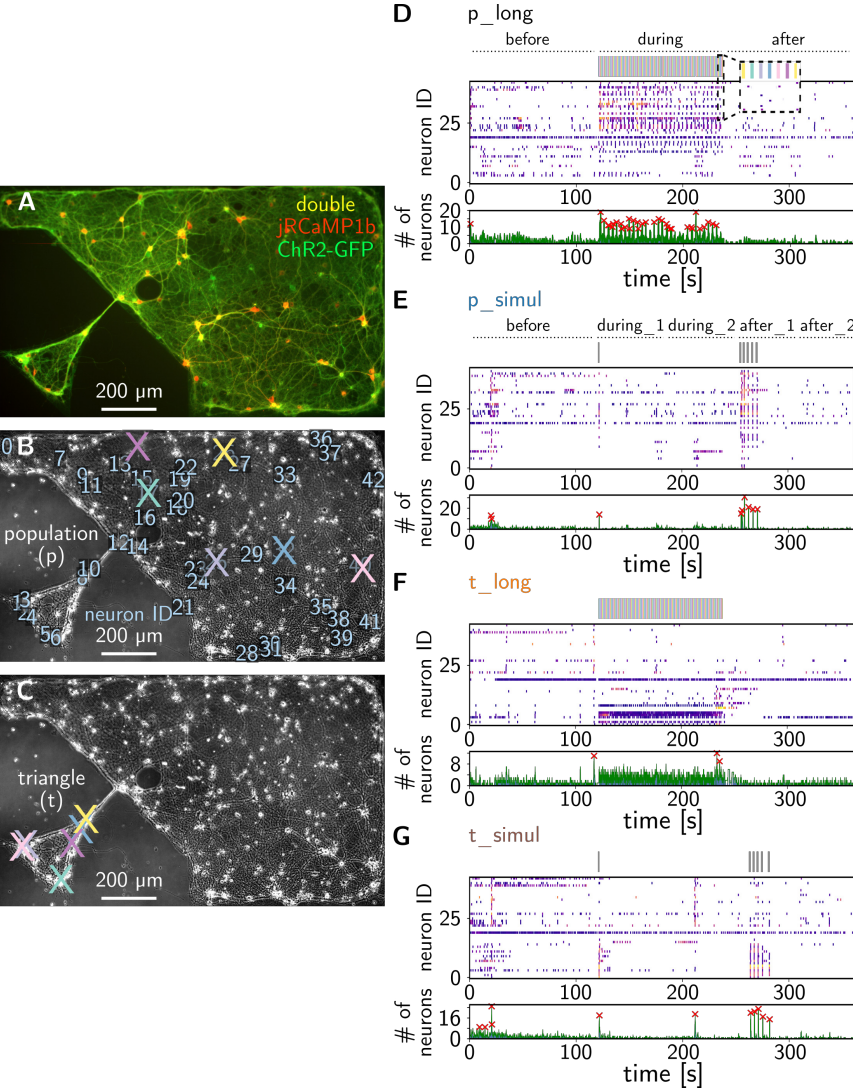 A
double
jRCaMP1b
ChR2-GFP
200 µm
B
0
36
7
37
13
22
27
9
15
19
33
42
11
20
16
population
(p)
12
14
29
10
23
8
24
34
1
3
2
4
neuron ID
21
35
38
41
5
6
39
200 µm
30
28
31
C
triangle
(t)
200 µm
D
p_long
before
during
after
neuron ID
25
0
0
100
200
300
# of
neurons
20
10
0
0
100
200
300
time [s]
E
p_simul
before
during_1
during_2
after_1
after_2
neuron ID
25
0
0
100
200
300
# of
neurons
20
0
0
100
200
300
time [s]
F
t_long
neuron ID
25
0
0
100
200
300
# of
neurons
8
4
0
0
100
200
300
time [s]
G
t_simul
neuron ID
25
0
0
100
200
300
# of
neurons
16
0
0
100
200
300
time [s]